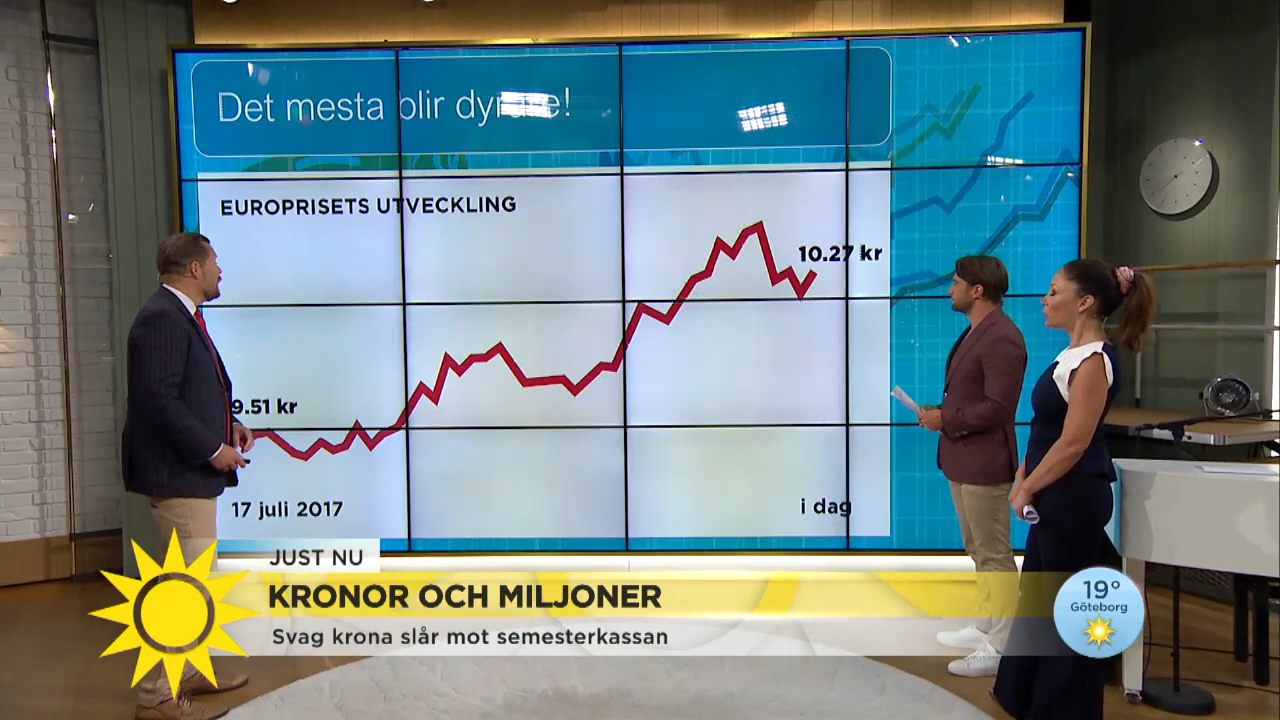 Det mesta blir dyrare!
EUROPRISETS UTVECKLING
10.27 kr
9.51 kr
17 juli 2017
i dag
JUST NU
KRONOR OCH MILJONER
Svag krona slår mot semesterkassan
19°
Göteborg